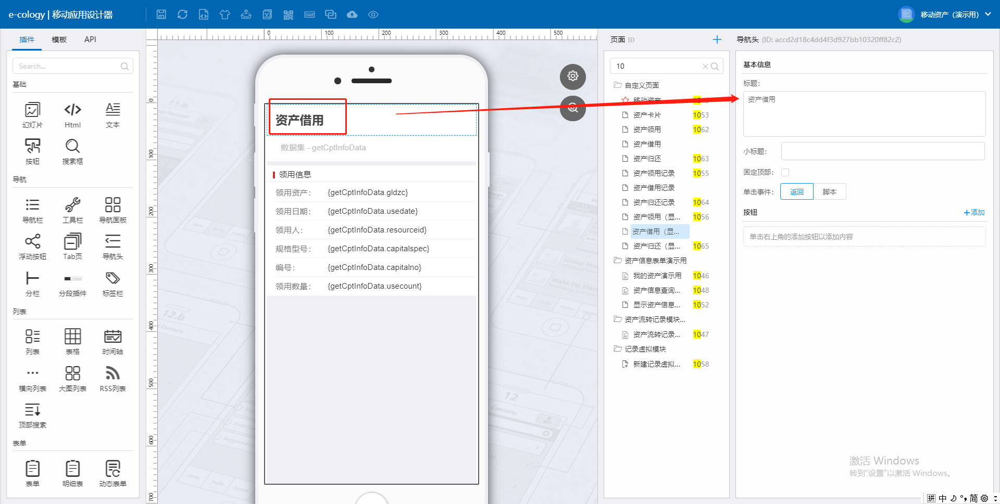 e-cology | 移动应用设计器
移动资产（演示用）
插件 模板 API
Search...
基础
幻灯片 Html 文本
按钮 搜索框
导航
导航栏 工具栏 导航面板
浮动按钮 Tab页 导航头
分栏 分段插件 标签栏
列表
列表 表格 时间轴
横向列表 大图列表 RSS列表
顶部搜索
表单
表单 明细表 动态表单
0 100 200 300 400 500
0
100
200
300
400
500
600
700
资产借用
数据集 - getCptInfoData
领用信息
领用资产： {getCptInfoData.gldzc}
领用日期： {getCptInfoData.usedate}
领用人： {getCptInfoData.resourceid}
规格型号： {getCptInfoData.capitalspec}
编号： {getCptInfoData.capitalno}
领用数量： {getCptInfoData.usecount}
页面 ID
10
自定义页面
移动资产
资产卡片 1053
资产领用 1062
资产借用
资产归还 1063
资产领用记录 1055
资产借用记录
资产归还记录 1064
资产领用（显... 1056
资产借用（显...
资产归还（显... 1065
资产信息表单演示用
我的资产演示用 1046
资产信息查询... 1048
显示资产信息... 1052
资产流转记录模块...
资产流转记录... 1047
记录虚拟模块
新建记录虚拟... 1058
导航头 (ID: accd2d18c4dd4f3d927bb10320ff82c2)
基本信息
标题：
资产借用
小标题：
固定顶部：
单击事件： 返回 脚本
按钮 +添加
单击右上角的添加按钮以添加内容
激活 Windows
转到"设置"以激活 Windows。
拼 中 简